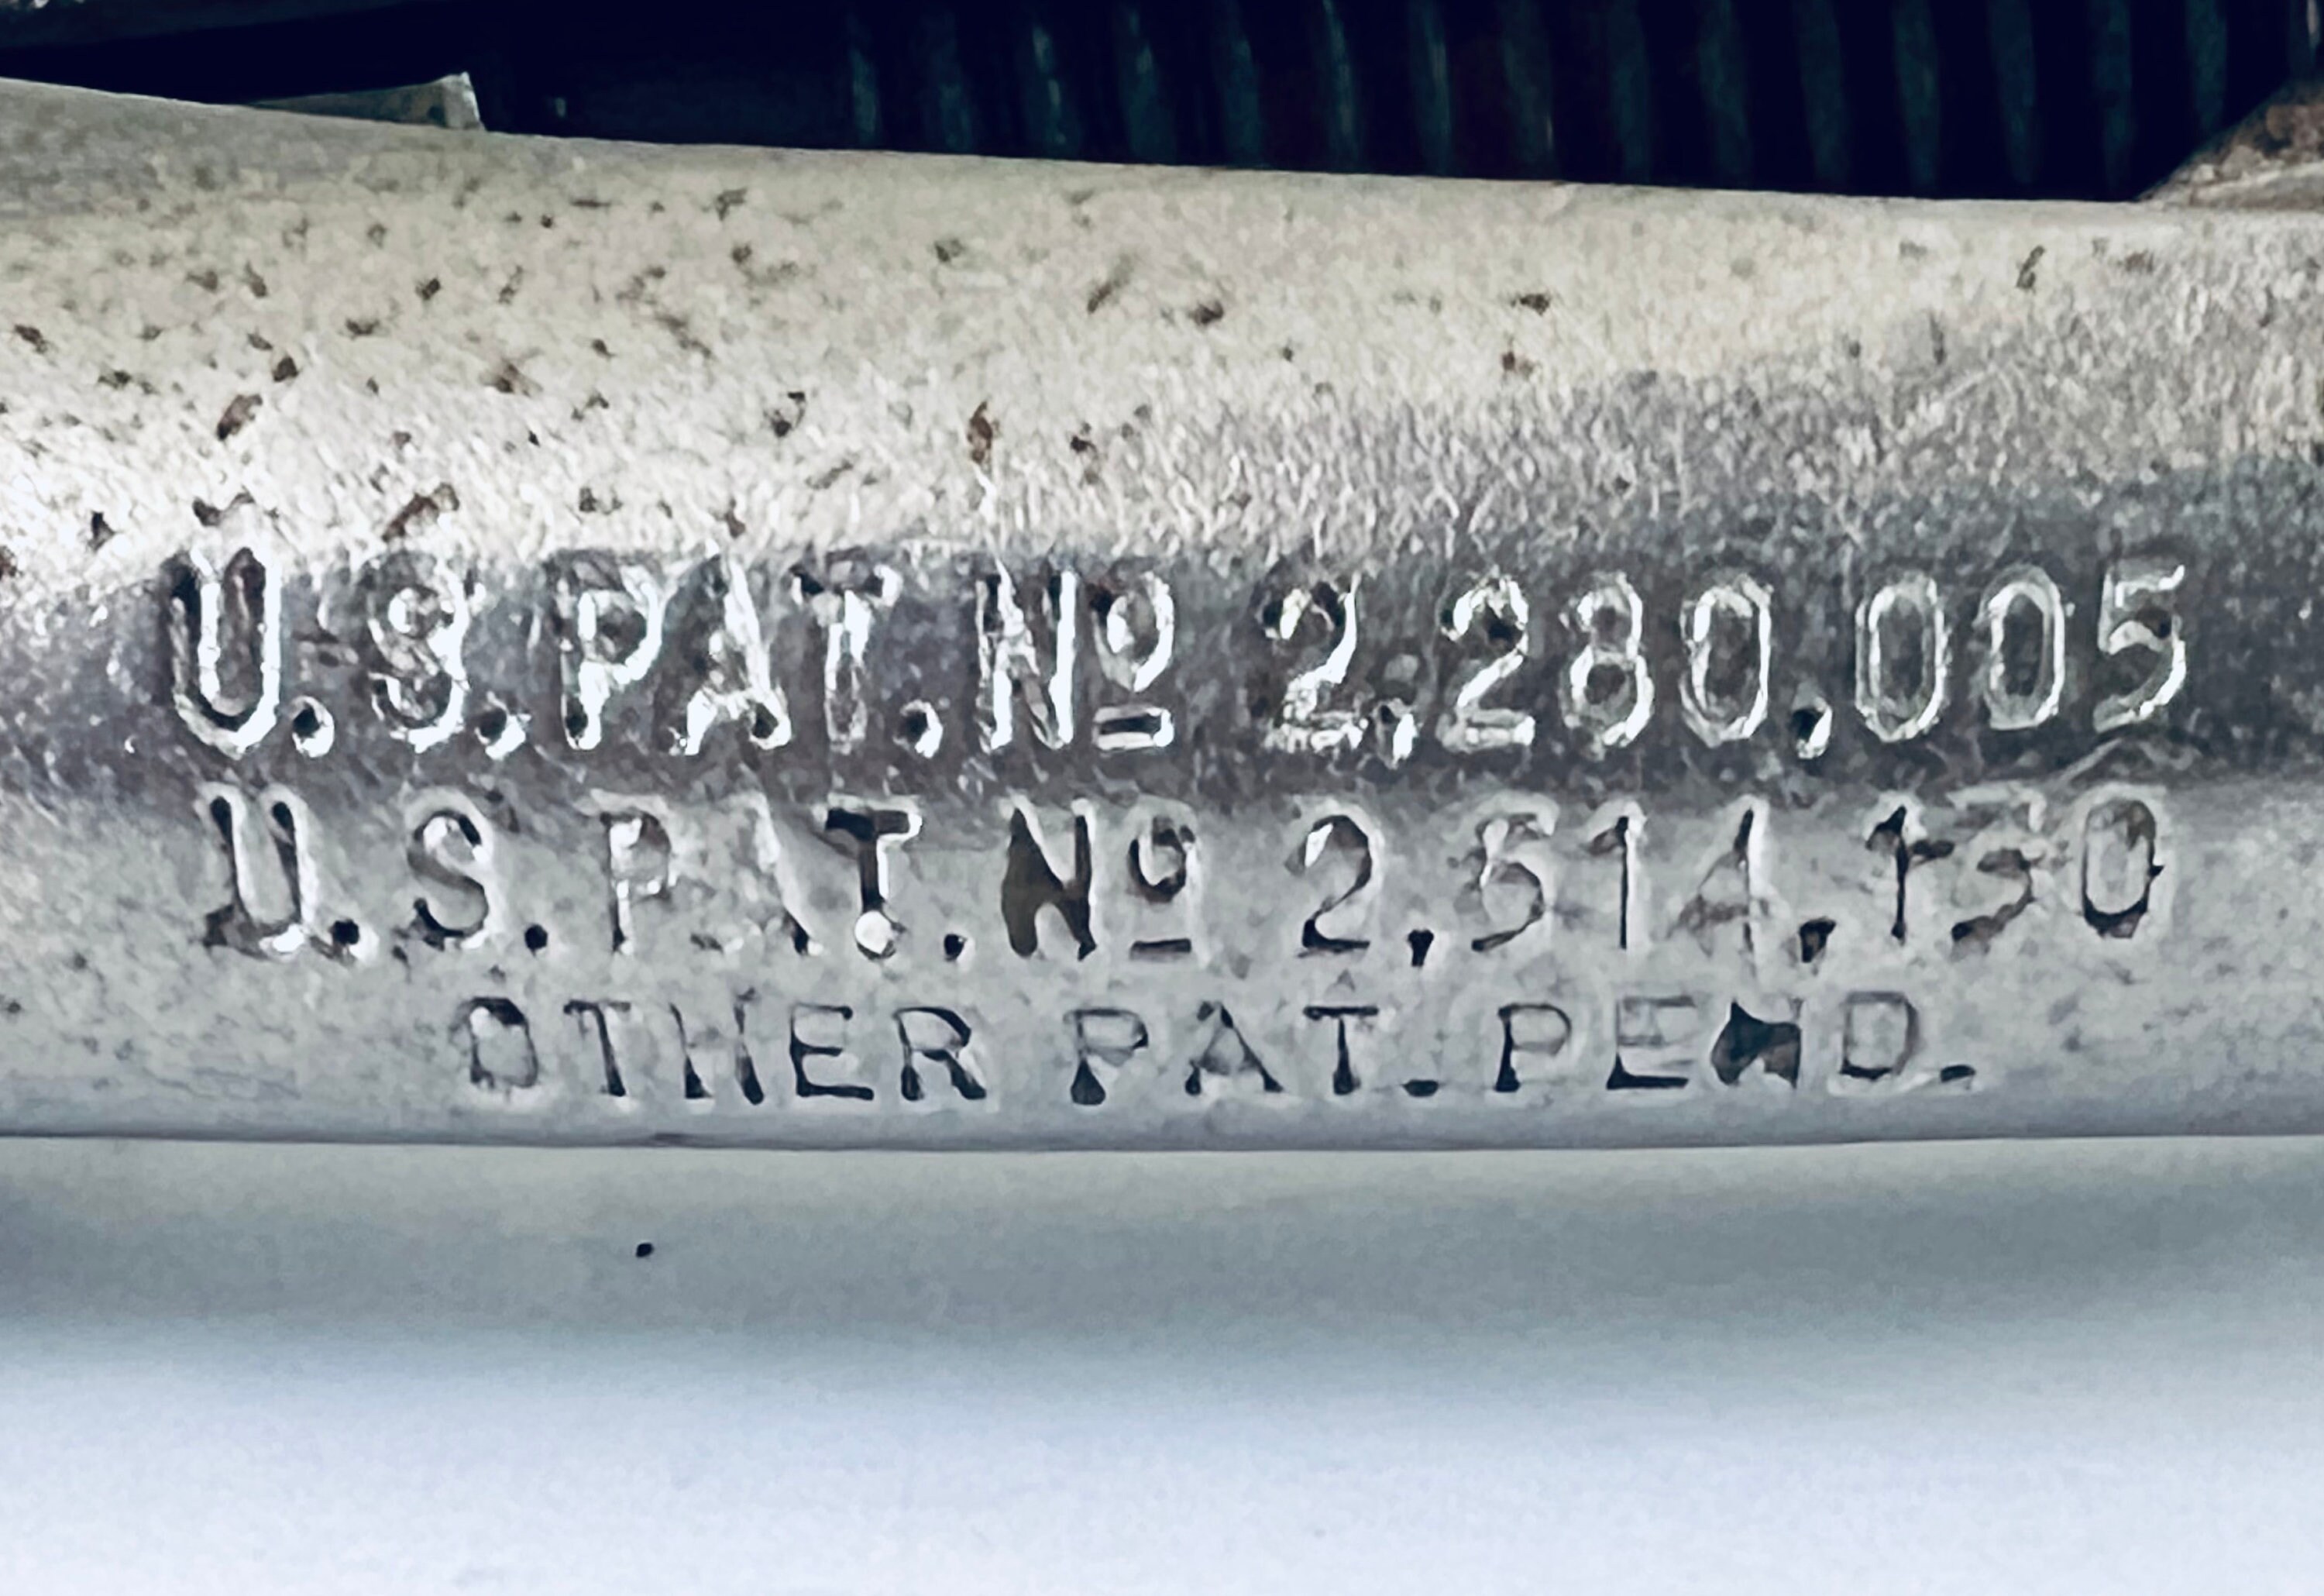 U.S.PAT.Nº 2,280,005
U.S.PAT.Nº 2,514,130
OTHER PAT. PEND.